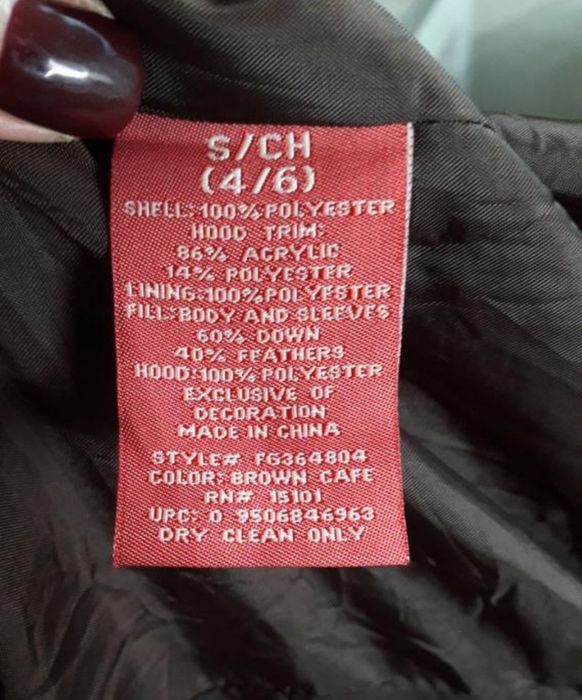 S/CH
(4/6)
SHELL:100%POLYESTER
HOOD TRIM:
86% ACRYLIC
14% POLYESTER
LINING:100%POLYESTER
FILL:BODY AND SLEEVES
60% DOWN
40% FEATHERS
HOOD:100% POLYESTER
EXCLUSIVE OF
DECORATION
MADE IN CHINA
STYLE# FG364804
COLOR: BROWN CAFE
RN# 15101
UPC: 0 9506846963
DRY CLEAN ONLY